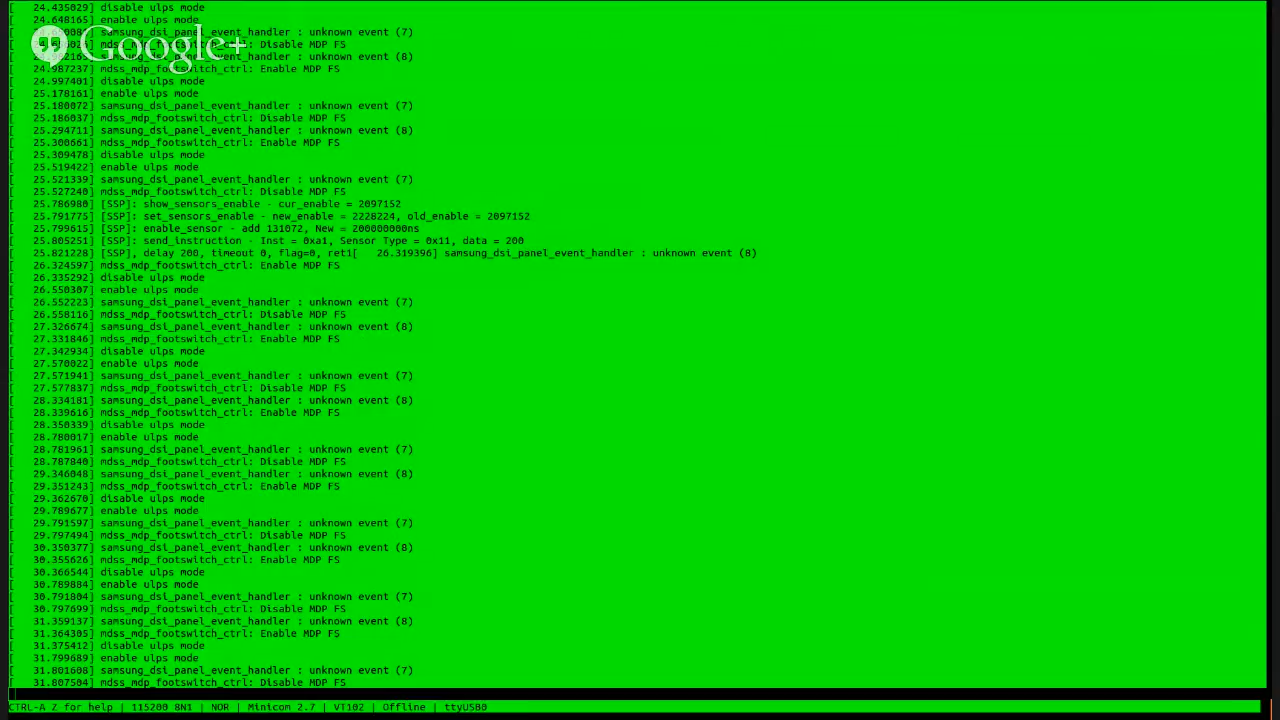 [   24.435029] disable ulps mode
[   24.648165] enable ulps mode
samsung_dsi_panel_event_handler : unknown event (7)
Google+
mdss_mdp_footswitch_ctrl: Disable MDP FS
samsung_dsi_panel_event_handler : unknown event (8)
[   24.987237] mdss_mdp_footswitch_ctrl: Enable MDP FS
[   24.997401] disable ulps mode
[   25.178161] enable ulps mode
[   25.180072] samsung_dsi_panel_event_handler : unknown event (7)
[   25.186037] mdss_mdp_footswitch_ctrl: Disable MDP FS
[   25.294711] samsung_dsi_panel_event_handler : unknown event (8)
[   25.300661] mdss_mdp_footswitch_ctrl: Enable MDP FS
[   25.309478] disable ulps mode
[   25.519422] enable ulps mode
[   25.521339] samsung_dsi_panel_event_handler : unknown event (7)
[   25.527240] mdss_mdp_footswitch_ctrl: Disable MDP FS
[   25.786980] [SSP]: show_sensors_enable - cur_enable = 2097152
[   25.791775] [SSP]: set_sensors_enable - new_enable = 2228224, old_enable = 2097152
[   25.799615] [SSP]: enable_sensor - add 131072, New = 200000000ns
[   25.805251] [SSP]: send_instruction - Inst = 0xa1, Sensor Type = 0x11, data = 200
[   25.821228] [SSP], delay 200, timeout 0, flag=0, ret1[   26.319396] samsung_dsi_panel_event_handler : unknown event (8)
[   26.324597] mdss_mdp_footswitch_ctrl: Enable MDP FS
[   26.335292] disable ulps mode
[   26.550307] enable ulps mode
[   26.552223] samsung_dsi_panel_event_handler : unknown event (7)
[   26.558116] mdss_mdp_footswitch_ctrl: Disable MDP FS
[   27.326674] samsung_dsi_panel_event_handler : unknown event (8)
[   27.331846] mdss_mdp_footswitch_ctrl: Enable MDP FS
[   27.342934] disable ulps mode
[   27.570022] enable ulps mode
[   27.571941] samsung_dsi_panel_event_handler : unknown event (7)
[   27.577837] mdss_mdp_footswitch_ctrl: Disable MDP FS
[   28.334181] samsung_dsi_panel_event_handler : unknown event (8)
[   28.339616] mdss_mdp_footswitch_ctrl: Enable MDP FS
[   28.350339] disable ulps mode
[   28.780017] enable ulps mode
[   28.781961] samsung_dsi_panel_event_handler : unknown event (7)
[   28.787840] mdss_mdp_footswitch_ctrl: Disable MDP FS
[   29.346048] samsung_dsi_panel_event_handler : unknown event (8)
[   29.351243] mdss_mdp_footswitch_ctrl: Enable MDP FS
[   29.362670] disable ulps mode
[   29.789677] enable ulps mode
[   29.791597] samsung_dsi_panel_event_handler : unknown event (7)
[   29.797494] mdss_mdp_footswitch_ctrl: Disable MDP FS
[   30.350377] samsung_dsi_panel_event_handler : unknown event (8)
[   30.355626] mdss_mdp_footswitch_ctrl: Enable MDP FS
[   30.366544] disable ulps mode
[   30.789884] enable ulps mode
[   30.791804] samsung_dsi_panel_event_handler : unknown event (7)
[   30.797699] mdss_mdp_footswitch_ctrl: Disable MDP FS
[   31.359137] samsung_dsi_panel_event_handler : unknown event (8)
[   31.364305] mdss_mdp_footswitch_ctrl: Enable MDP FS
[   31.375412] disable ulps mode
[   31.799689] enable ulps mode
[   31.801608] samsung_dsi_panel_event_handler : unknown event (7)
[   31.807504] mdss_mdp_footswitch_ctrl: Disable MDP FS
CTRL-A Z for help | 115200 8N1 | NOR | Minicom 2.7 | VT102 | Offline | ttyUSB0